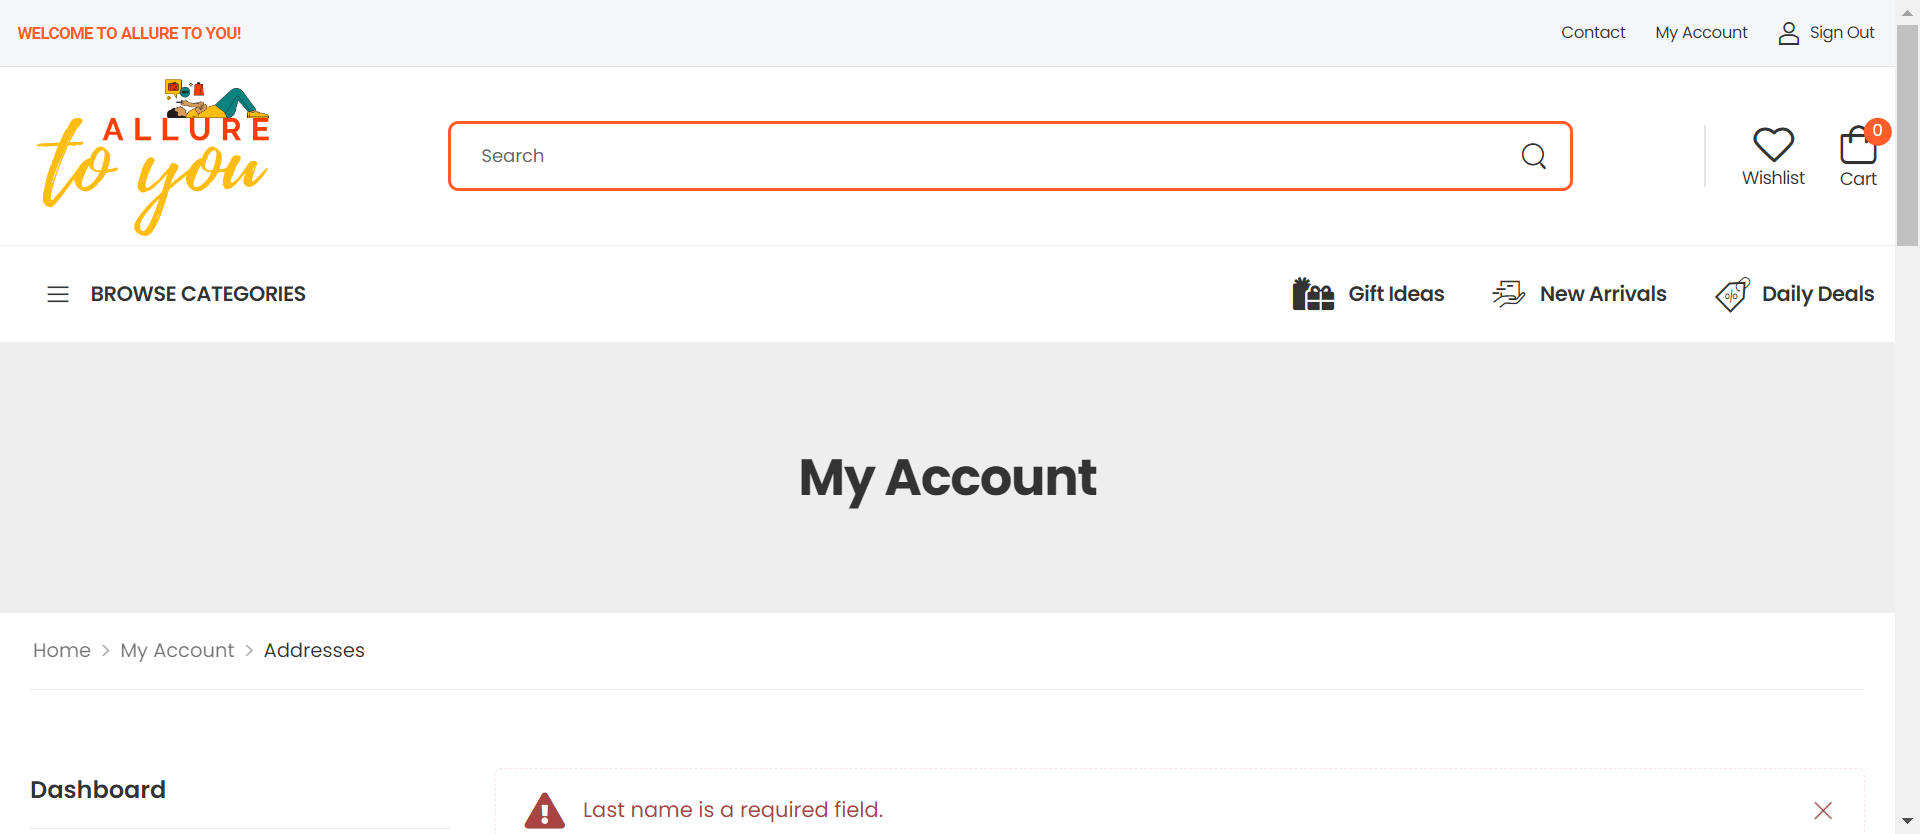 WELCOME TO ALLURE TO YOU!
Contact
My Account
Sign Out
ALLURE
to you
Search
Wishlist
0
Cart
BROWSE CATEGORIES
Gift Ideas
New Arrivals
Daily Deals
My Account
Home > My Account > Addresses
Dashboard
Last name is a required field.